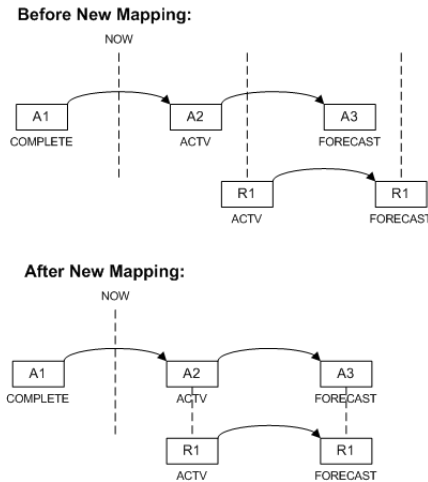 Before New Mapping:
NOW
A1 A2 A3
COMPLETE ACTV FORECAST
R1 R1
ACTV FORECAST
After New Mapping:
NOW
A1 A2 A3
COMPLETE ACTV FORECAST
R1 R1
ACTV FORECAST